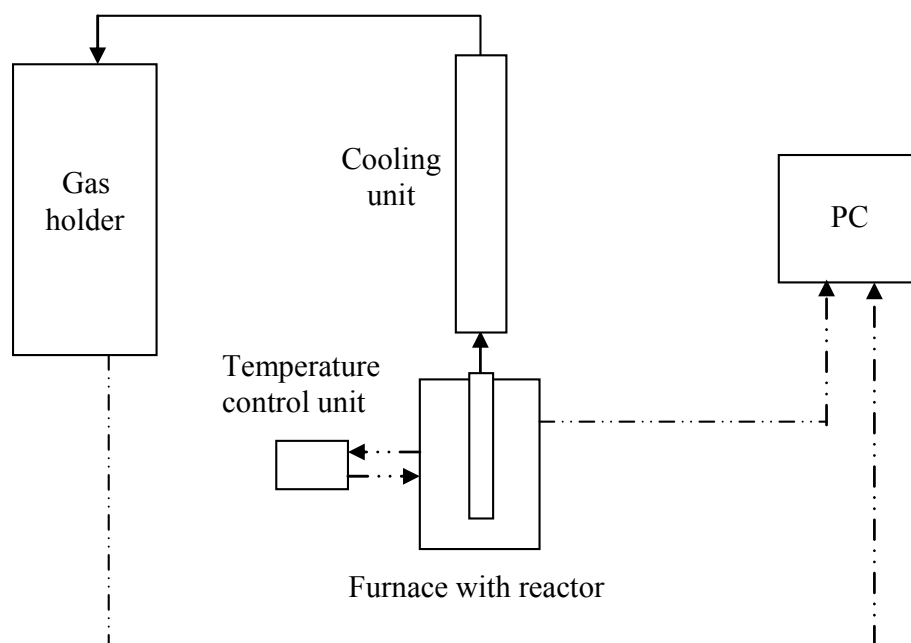 Gas
holder
Cooling
unit
PC
Temperature
control unit
Furnace with reactor